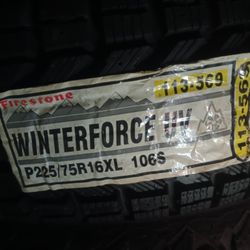 Firestone
113-569
WINTERFORCE UV
P225/75R16XL 106S
113-569